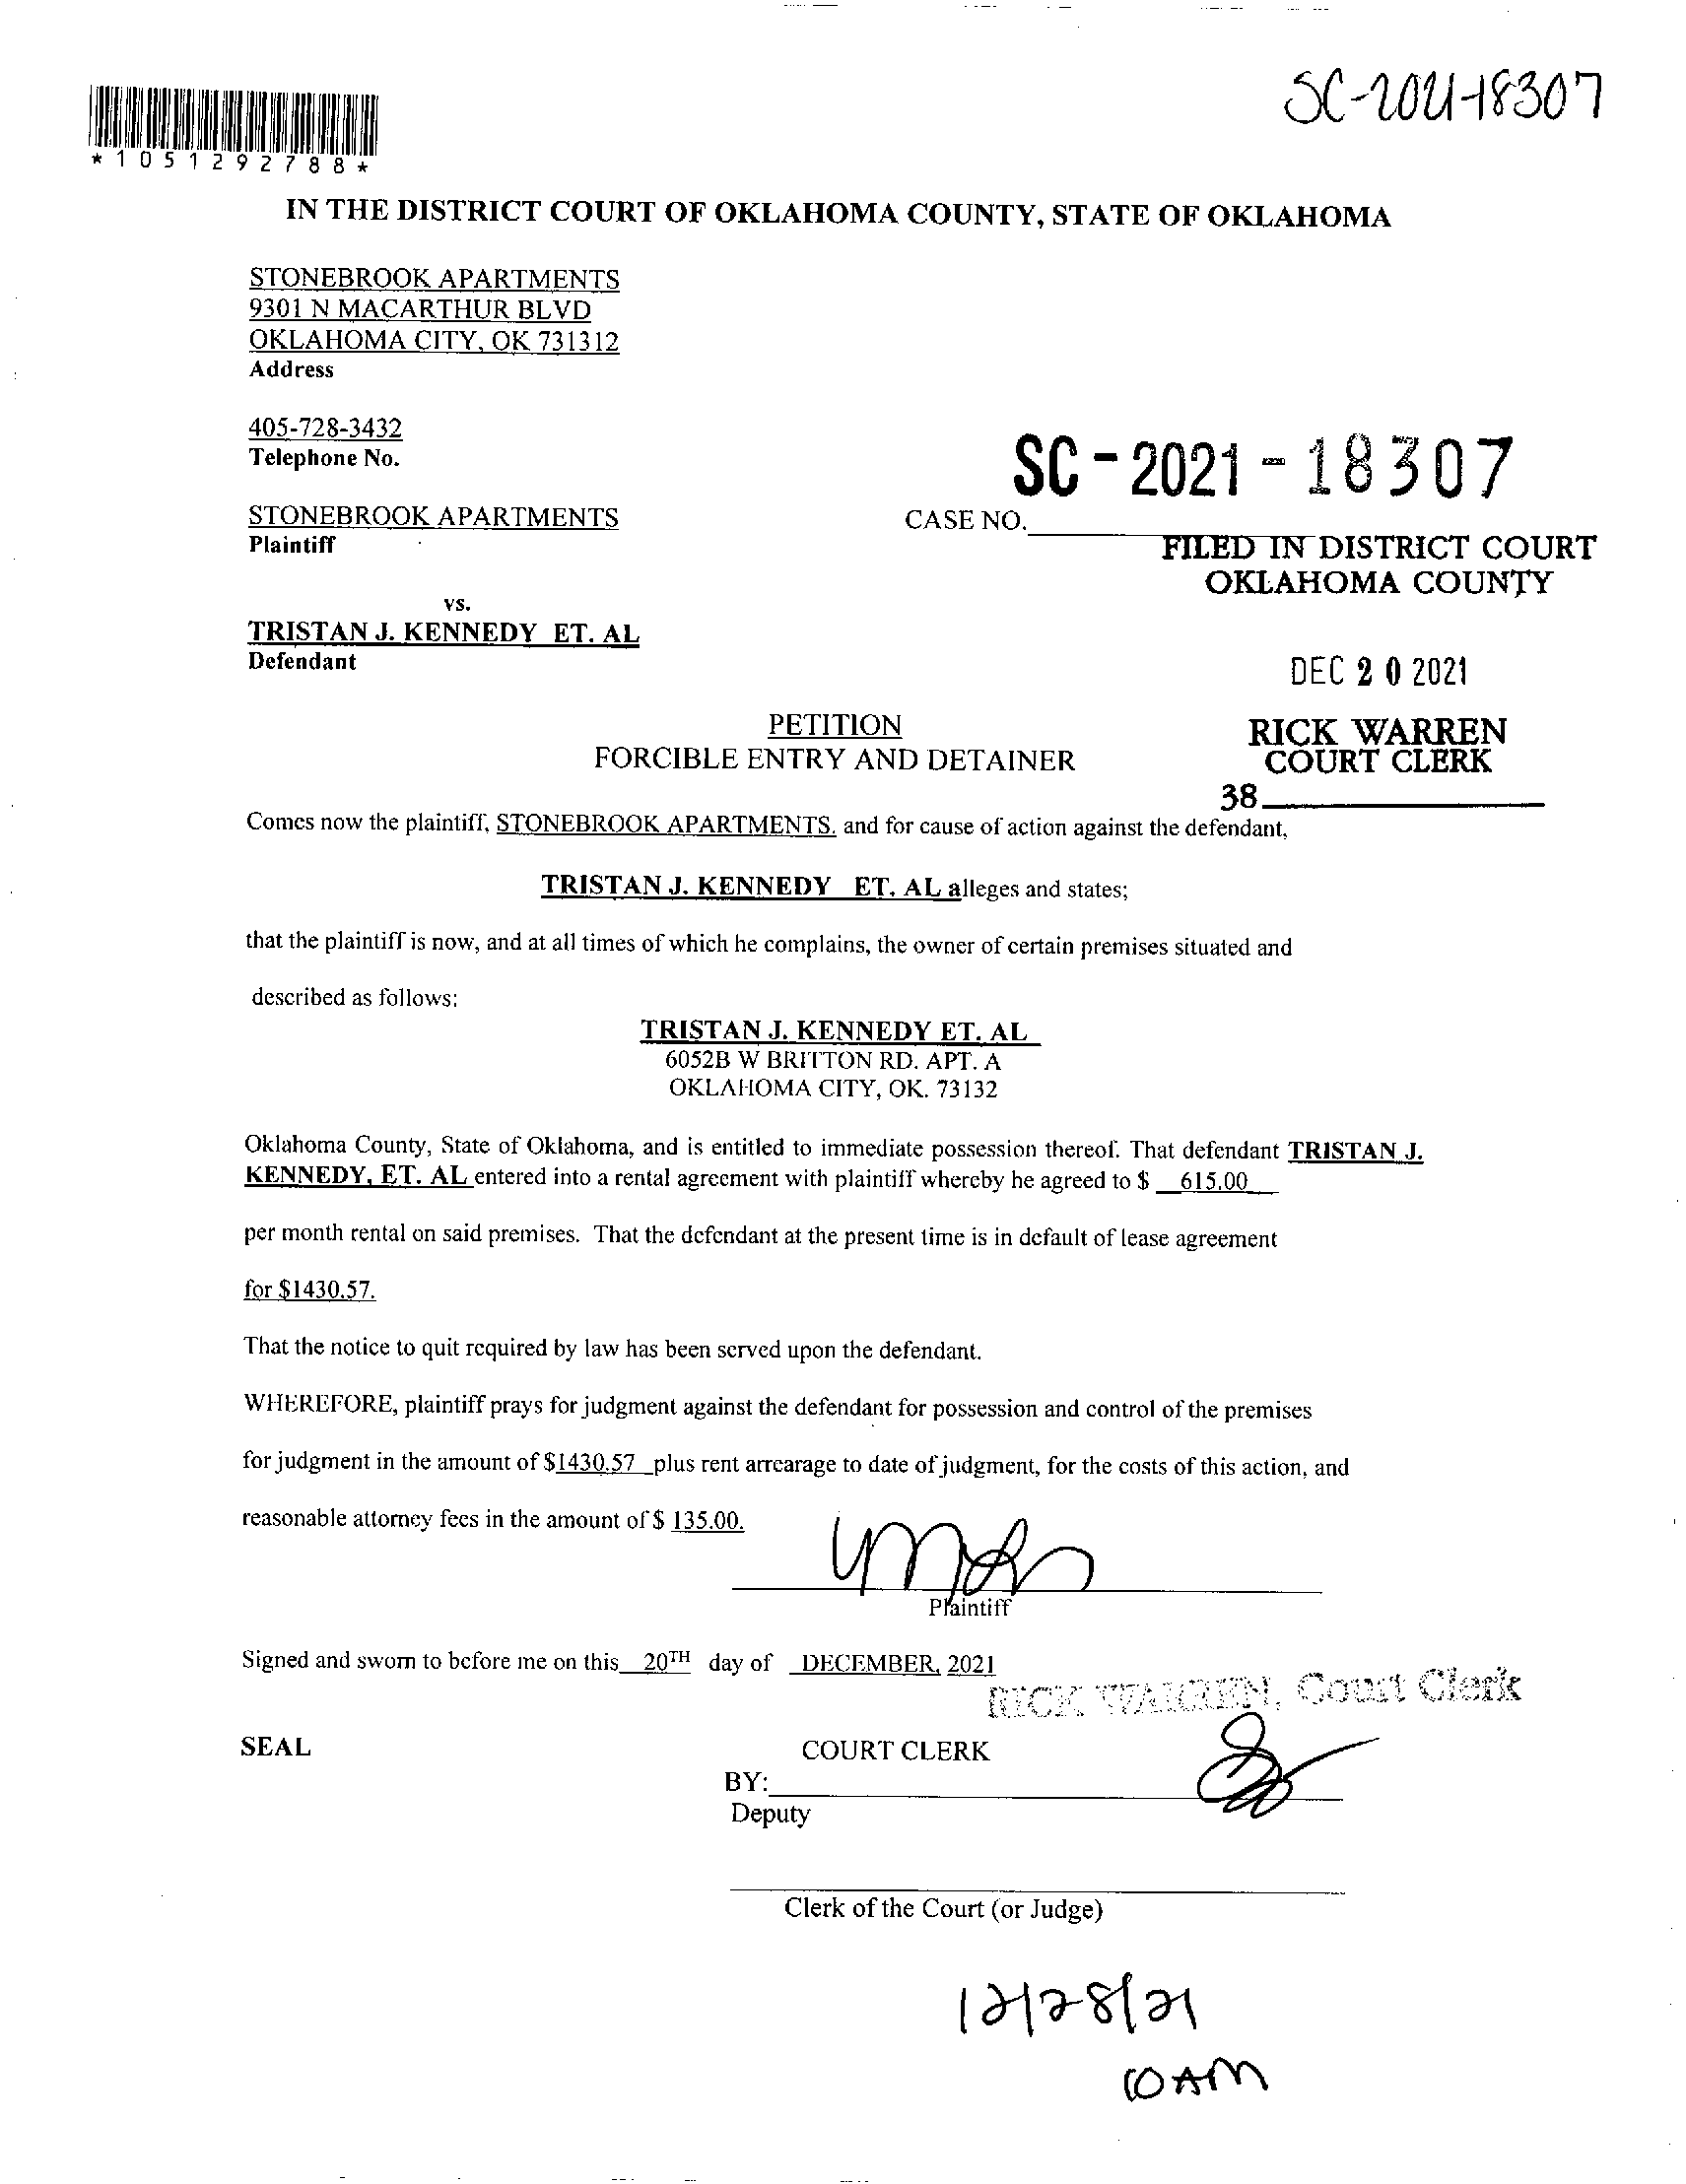 SC-2021-18307
*1051292788*
IN THE DISTRICT COURT OF OKLAHOMA COUNTY, STATE OF OKLAHOMA
STONEBROOK APARTMENTS
9301 N MACARTHUR BLVD
OKLAHOMA CITY, OK 731312
Address
405-728-3432
Telephone No.
SC-2021-18307
STONEBROOK APARTMENTS
CASE NO.
Plaintiff
FILED IN DISTRICT COURT
OKLAHOMA COUNTY
vs.
TRISTAN J. KENNEDY ET. AL
Defendant
DEC 20 2021
PETITION
FORCIBLE ENTRY AND DETAINER
RICK WARREN
COURT CLERK
38
Comes now the plaintiff, STONEBROOK APARTMENTS, and for cause of action against the defendant,
TRISTAN J. KENNEDY ET. AL alleges and states;
that the plaintiff is now, and at all times of which he complains, the owner of certain premises situated and
described as follows:
TRISTAN J. KENNEDY ET. AL
6052B W BRITTON RD. APT. A
OKLAHOMA CITY, OK. 73132
Oklahoma County, State of Oklahoma, and is entitled to immediate possession thereof. That defendant TRISTAN J.
KENNEDY, ET. AL entered into a rental agreement with plaintiff whereby he agreed to $ 615.00
per month rental on said premises. That the defendant at the present time is in default of lease agreement
for $1430.57.
That the notice to quit required by law has been served upon the defendant.
WHEREFORE, plaintiff prays for judgment against the defendant for possession and control of the premises
for judgment in the amount of $1430.57 plus rent arrearage to date of judgment, for the costs of this action, and
reasonable attorney fees in the amount of $ 135.00.
Plaintiff
Signed and sworn to before me on this 20TH day of DECEMBER, 2021
RICK WARREN, Court Clerk
SEAL
COURT CLERK
BY:
Deputy
Clerk of the Court (or Judge)
12/28/21
10 AM